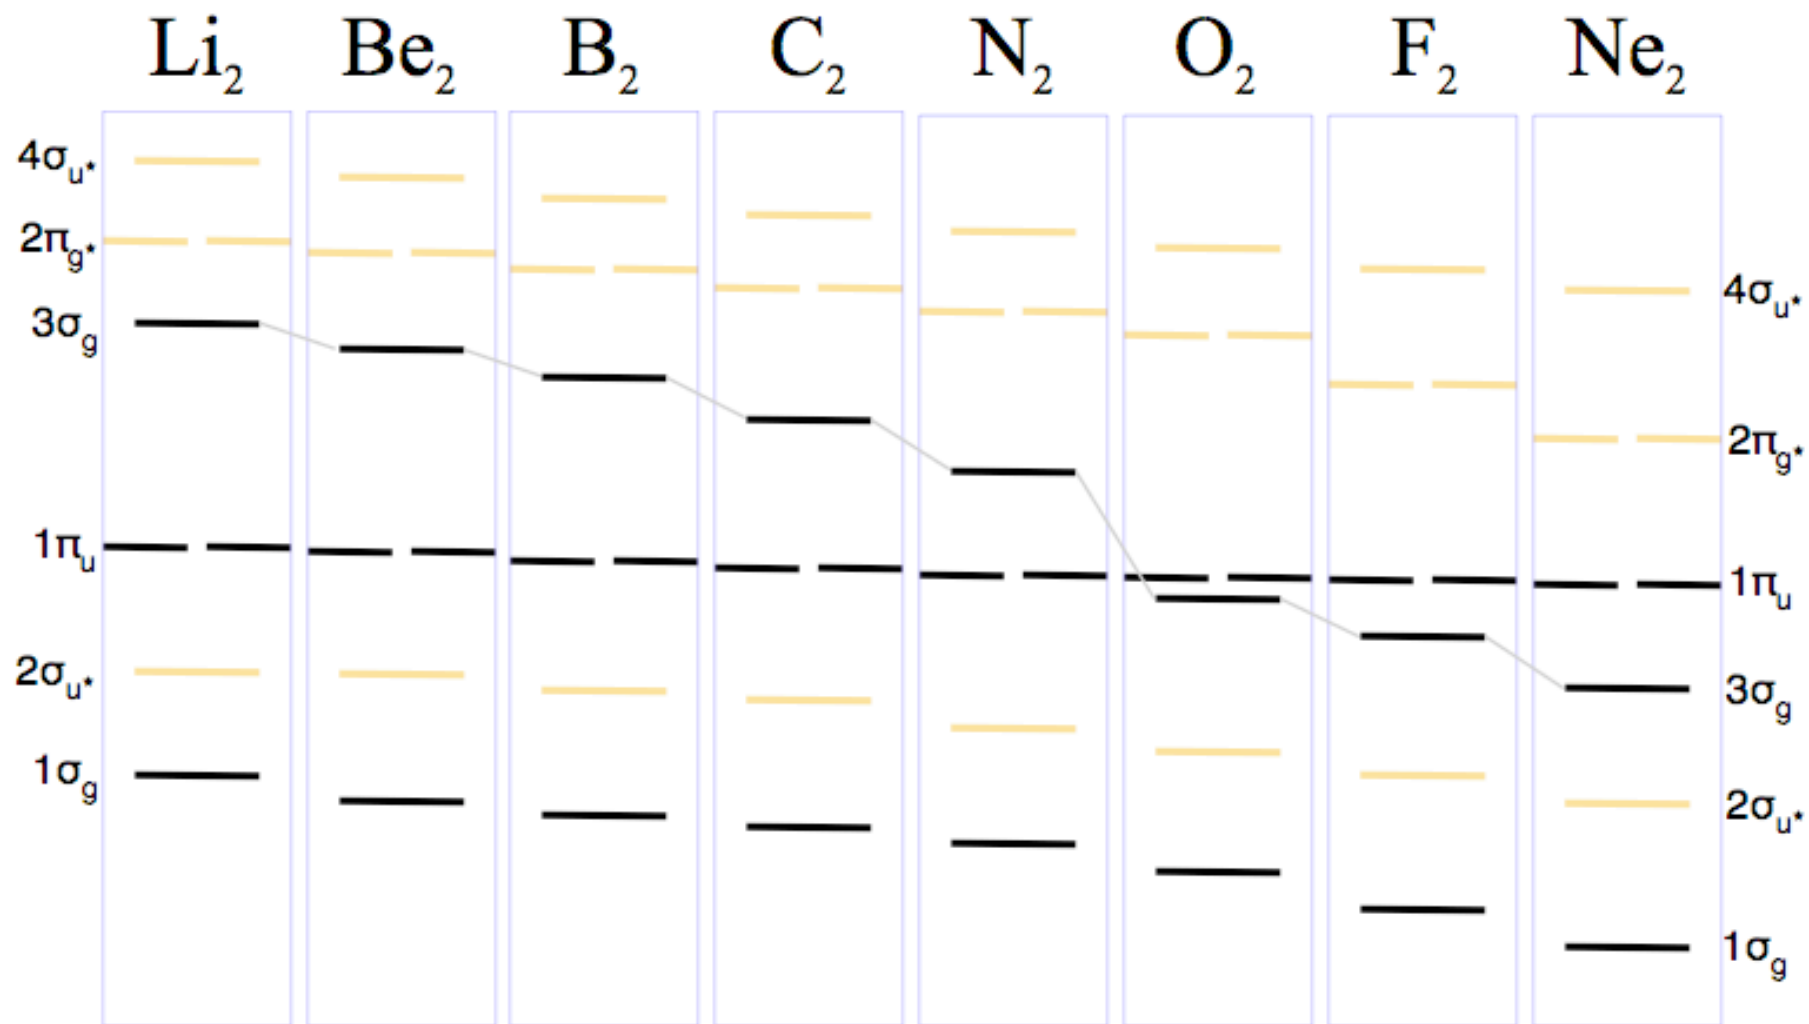 Li₂ Be₂ B₂ C₂ N₂ O₂ F₂ Ne₂
4σᵤ*
2πg*
3σg
1πᵤ
2σᵤ*
1σg
4σᵤ*
2πg*
1πᵤ
3σg
2σᵤ*
1σg